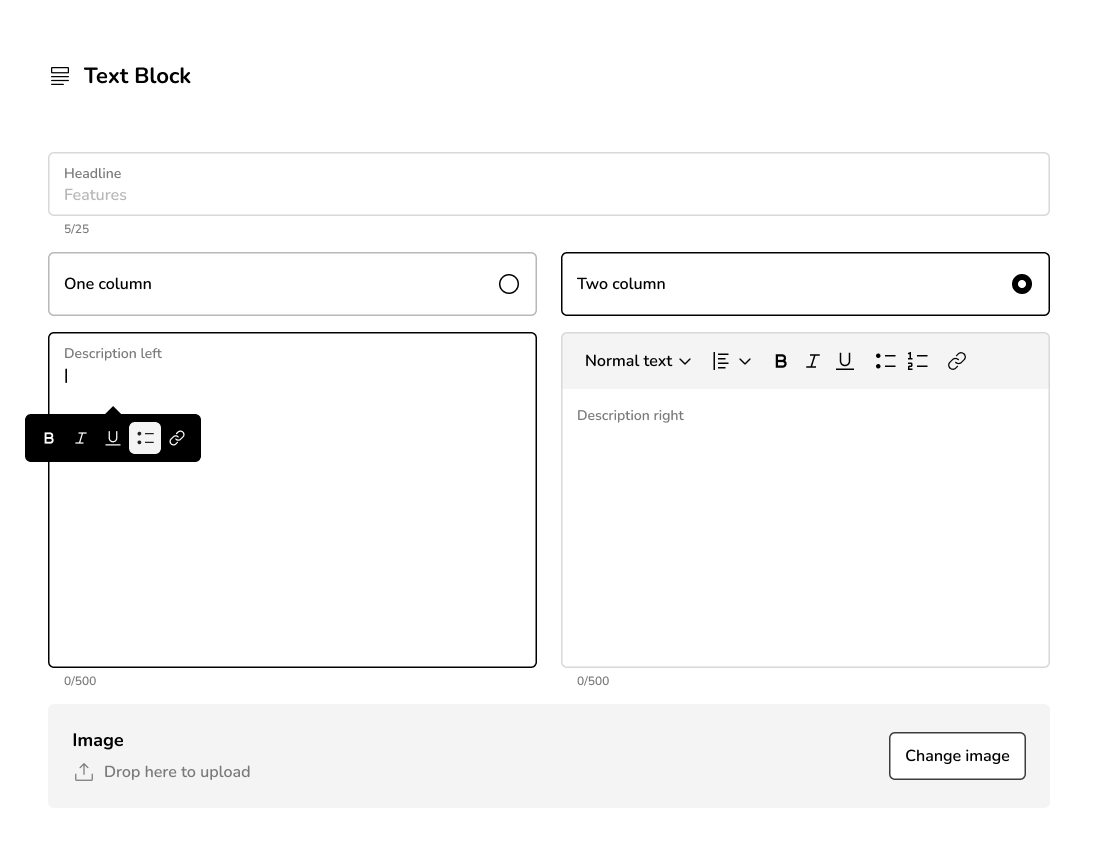 Text Block
Headline
Features
5/25
One column
Two column
Description left
Normal text
B I U
Description right
B I U
0/500
0/500
Image
Drop here to upload
Change image